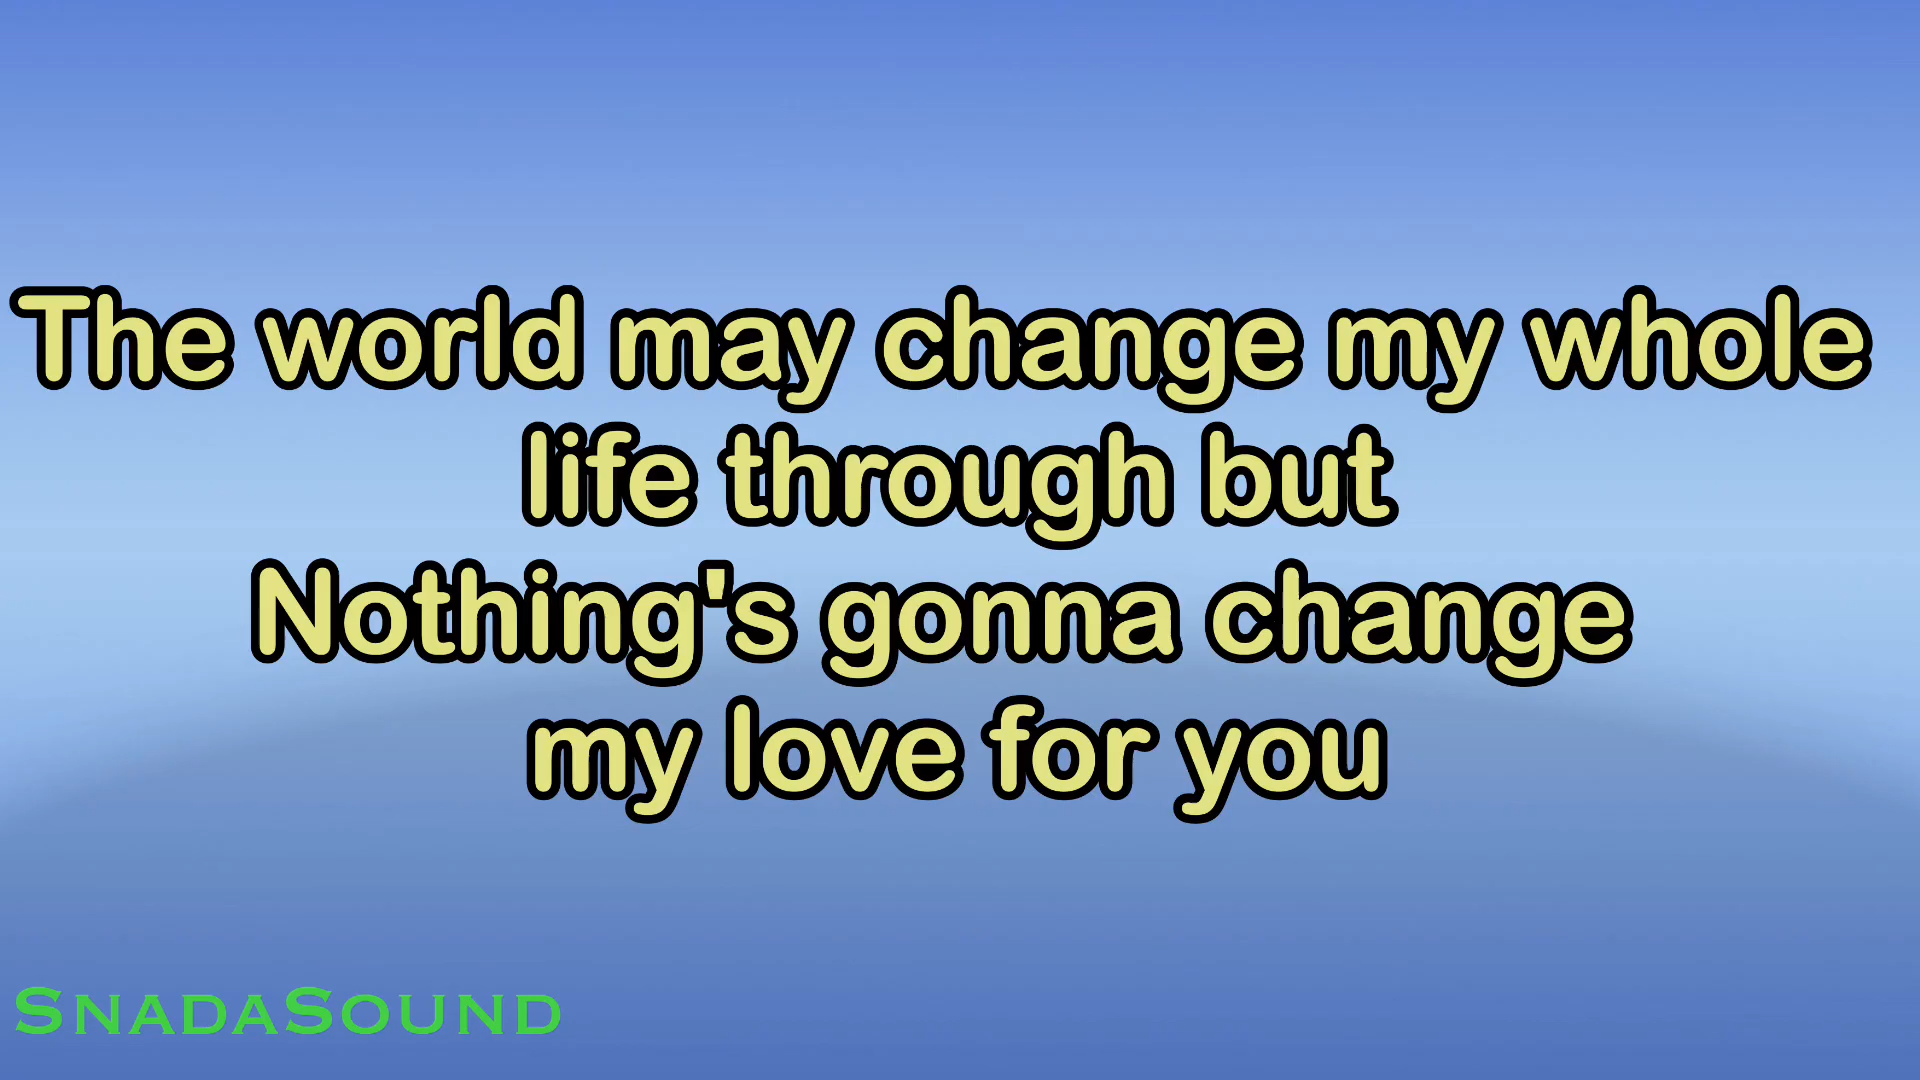 The world may change my whole
life through but
Nothing's gonna change
my love for you
SnadaSound